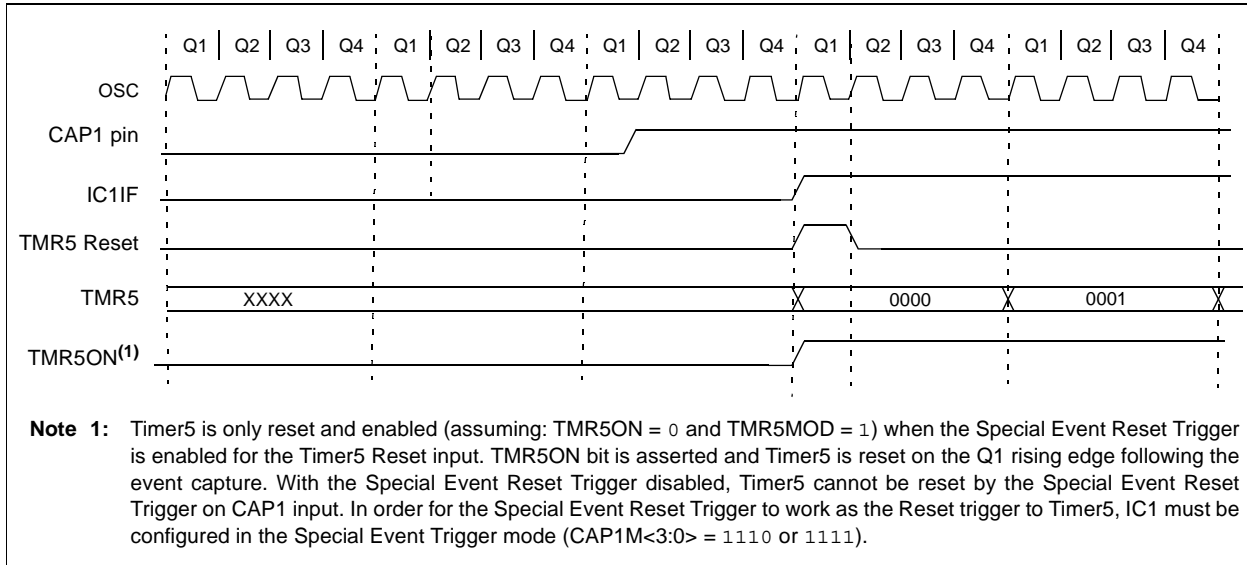 Q1 Q2 Q3 Q4 Q1 Q2 Q3 Q4 Q1 Q2 Q3 Q4 Q1 Q2 Q3 Q4 Q1 Q2 Q3 Q4
OSC
CAP1 pin
IC1IF
TMR5 Reset
TMR5 XXXX 0000 0001
TMR5ON(1)
Note 1: Timer5 is only reset and enabled (assuming: TMR5ON = 0 and TMR5MOD = 1) when the Special Event Reset Trigger
is enabled for the Timer5 Reset input. TMR5ON bit is asserted and Timer5 is reset on the Q1 rising edge following the
event capture. With the Special Event Reset Trigger disabled, Timer5 cannot be reset by the Special Event Reset
Trigger on CAP1 input. In order for the Special Event Reset Trigger to work as the Reset trigger to Timer5, IC1 must be
configured in the Special Event Trigger mode (CAP1M<3:0> = 1110 or 1111).